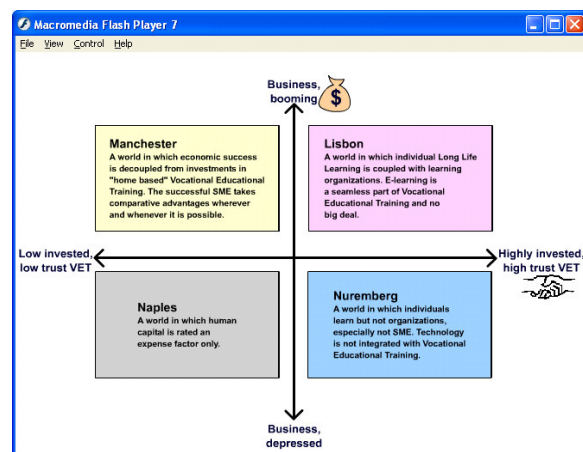 Macromedia Flash Player 7
File View Control Help
Business,
booming
$
Manchester
A world in which economic success
is decoupled from investments in
"home based" Vocational Educational
Training. The successful SME takes
comparative advantages wherever
and whenever it is possible.
Lisbon
A world in which individual Long Life
Learning is coupled with learning
organizations. E-learning is
a seamless part of Vocational
Educational Training and no
big deal.
Low invested,
low trust VET
Highly invested,
high trust VET
Naples
A world in which human
capital is rated an
expense factor only.
Nuremberg
A world in which individuals
learn but not organizations,
especially not SME. Technology
is not integrated with Vocational
Educational Training.
Business,
depressed